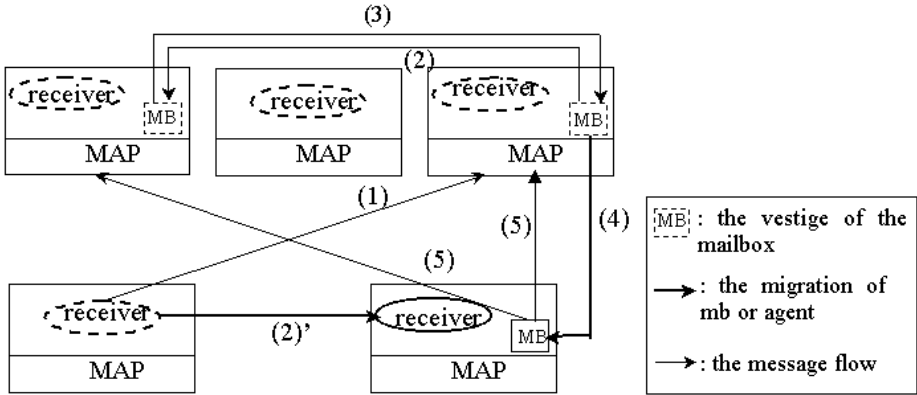 (3)
(2)
receiver
receiver
receiver
MB
MB
MAP
MAP
MAP
(1)
(5)
(4)
(5)
receiver
(2)’
receiver
MB
MAP
MAP
MB : the vestige of the
mailbox
: the migration of
mb or agent
: the message flow